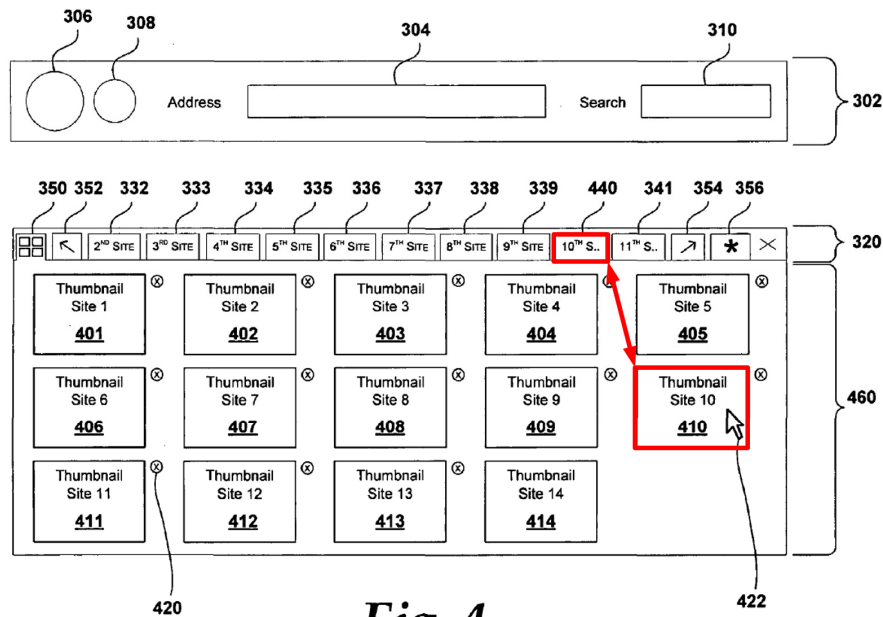 306 308 304 310
Address Search
302
350 352 332 333 334 335 336 337 338 339 440 341 354 356
2ND SITE 3RD SITE 4TH SITE 5TH SITE 6TH SITE 7TH SITE 8TH SITE 9TH SITE 10TH S.. 11TH S.. * ×
320
Thumbnail Site 1 401
Thumbnail Site 2 402
Thumbnail Site 3 403
Thumbnail Site 4 404
Thumbnail Site 5 405
Thumbnail Site 6 406
Thumbnail Site 7 407
Thumbnail Site 8 408
Thumbnail Site 9 409
Thumbnail Site 10 410
460
Thumbnail Site 11 411
Thumbnail Site 12 412
Thumbnail Site 13 413
Thumbnail Site 14 414
420
Fig. 4
422